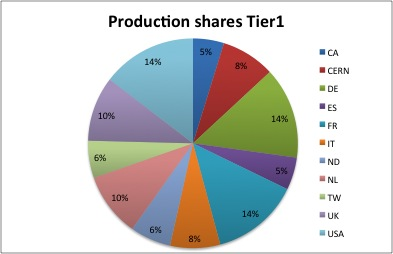 Production shares Tier1
5%
8%
14%
5%
14%
8%
6%
10%
6%
10%
14%
CA
CERN
DE
ES
FR
IT
ND
NL
TW
UK
USA